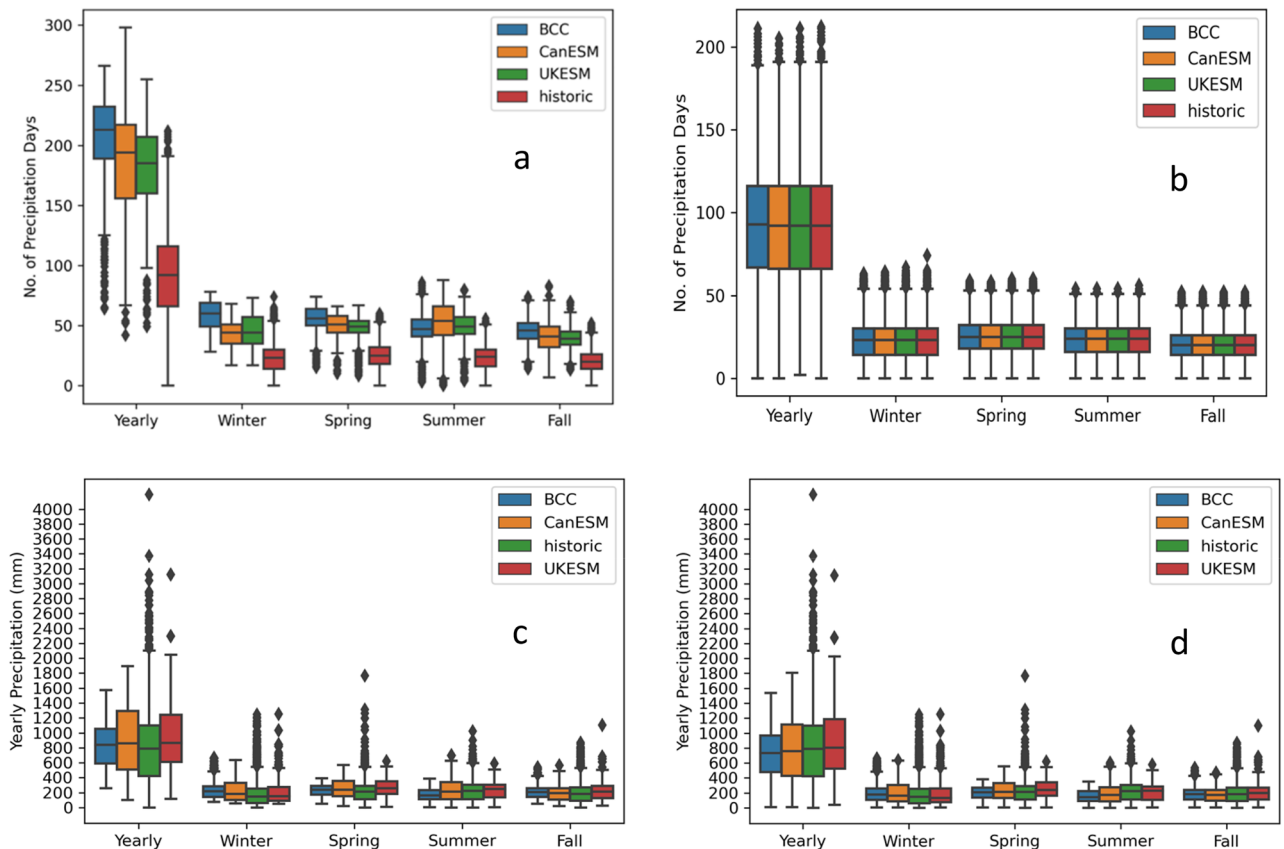 No. of Precipitation Days
300
250
200
150
100
50
0
BCC
CanESM
UKESM
historic
a
Yearly Winter Spring Summer Fall
No. of Precipitation Days
200
150
100
50
0
BCC
CanESM
UKESM
historic
b
Yearly Winter Spring Summer Fall
Yearly Precipitation (mm)
4000
3800
3600
3400
3200
3000
2800
2600
2400
2200
2000
1800
1600
1400
1200
1000
800
600
400
200
0
BCC
CanESM
historic
UKESM
c
Yearly Winter Spring Summer Fall
Yearly Precipitation (mm)
4000
3800
3600
3400
3200
3000
2800
2600
2400
2200
2000
1800
1600
1400
1200
1000
800
600
400
200
0
BCC
CanESM
historic
UKESM
d
Yearly Winter Spring Summer Fall